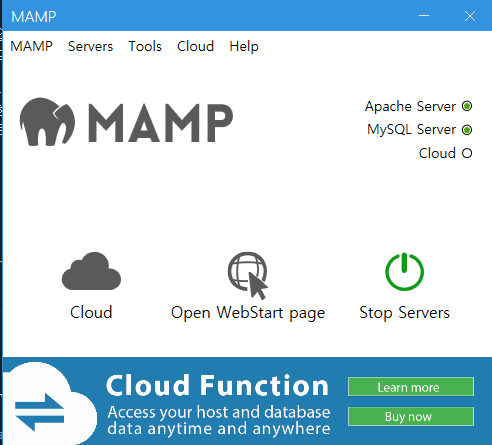 MAMP
MAMP Servers Tools Cloud Help
MAMP
Apache Server
MySQL Server
Cloud
Cloud Open WebStart page Stop Servers
Cloud Function
Access your host and database
data anytime and anywhere
Learn more
Buy now